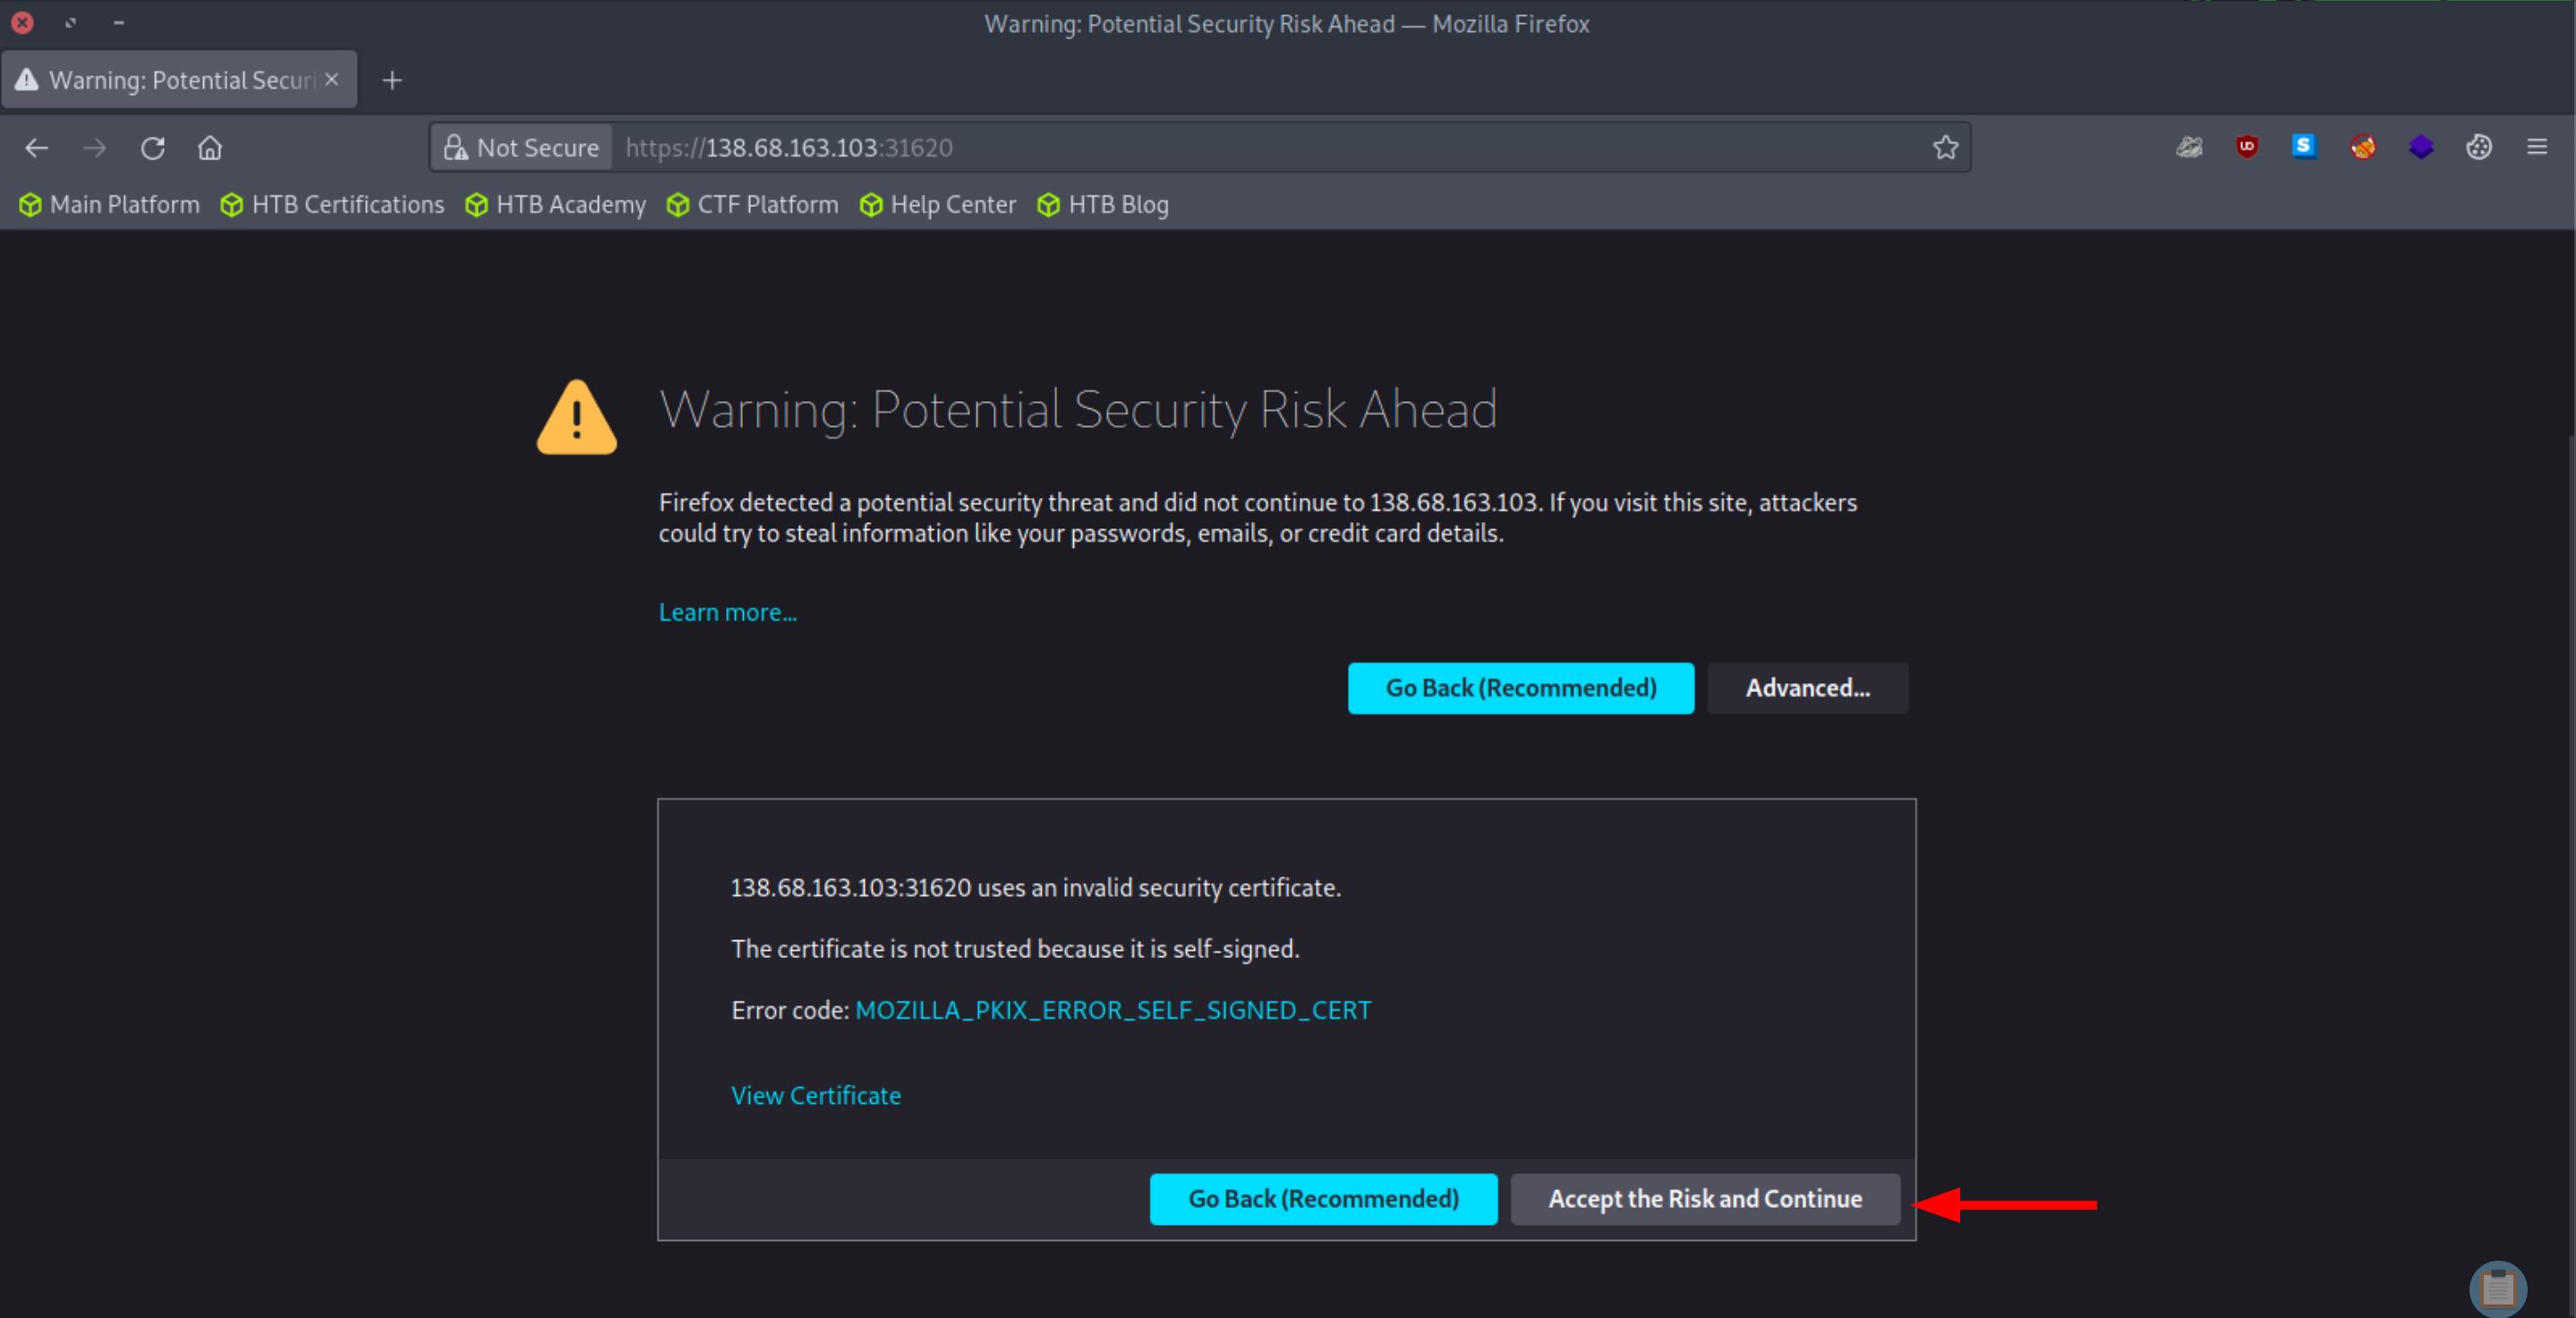 Warning: Potential Security Risk Ahead — Mozilla Firefox
Warning: Potential Securi
Not Secure https://138.68.163.103:31620
Main Platform HTB Certifications HTB Academy CTF Platform Help Center HTB Blog
Warning: Potential Security Risk Ahead
Firefox detected a potential security threat and did not continue to 138.68.163.103. If you visit this site, attackers
could try to steal information like your passwords, emails, or credit card details.
Learn more...
Go Back (Recommended) Advanced...
138.68.163.103:31620 uses an invalid security certificate.
The certificate is not trusted because it is self-signed.
Error code: MOZILLA_PKIX_ERROR_SELF_SIGNED_CERT
View Certificate
Go Back (Recommended) Accept the Risk and Continue